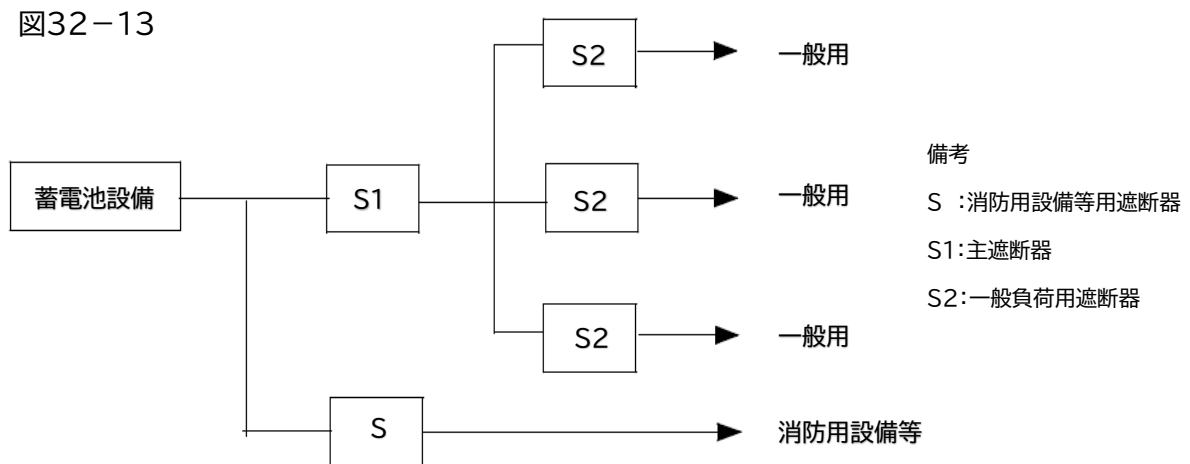 図32-13
S2
一般用
蓄電池設備
S1
S2
一般用
S2
一般用
S
消防用設備等
備考
S :消防用設備等用遮断器
S1:主遮断器
S2:一般負荷用遮断器